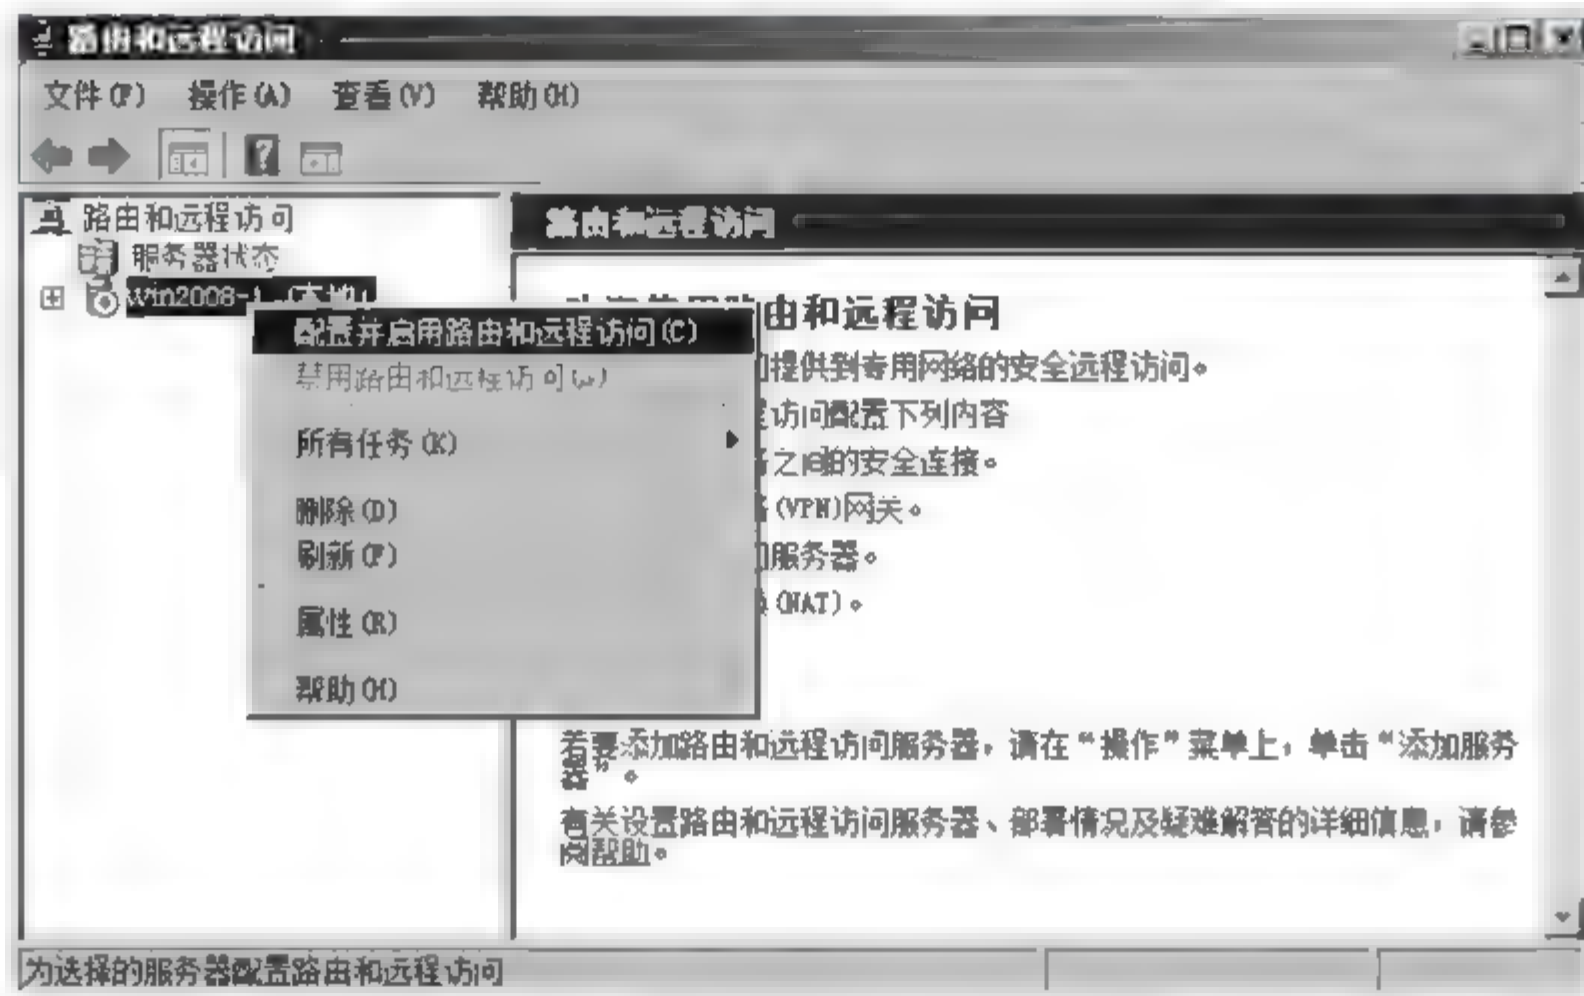 路由和远程访问
文件(F) 操作(A) 查看(V) 帮助(H)
路由和远程访问
服务器状态
Win2008-1 (本地)
配置并启用路由和远程访问(C)
禁用路由和远程访问
所有任务(K)
删除(D)
刷新(F)
属性(R)
帮助(H)
路由和远程访问
由和远程访问
提供到专用网络的安全远程访问。
访问配置下列内容
之间的安全连接。
(VPN)网关。
服务器。
(NAT)。
若要添加路由和远程访问服务器，请在“操作”菜单上，单击“添加服务
器”。
有关设置路由和远程访问服务器、部署情况及疑难解答的详细信息，请参
阅帮助。
为选择的服务器配置路由和远程访问